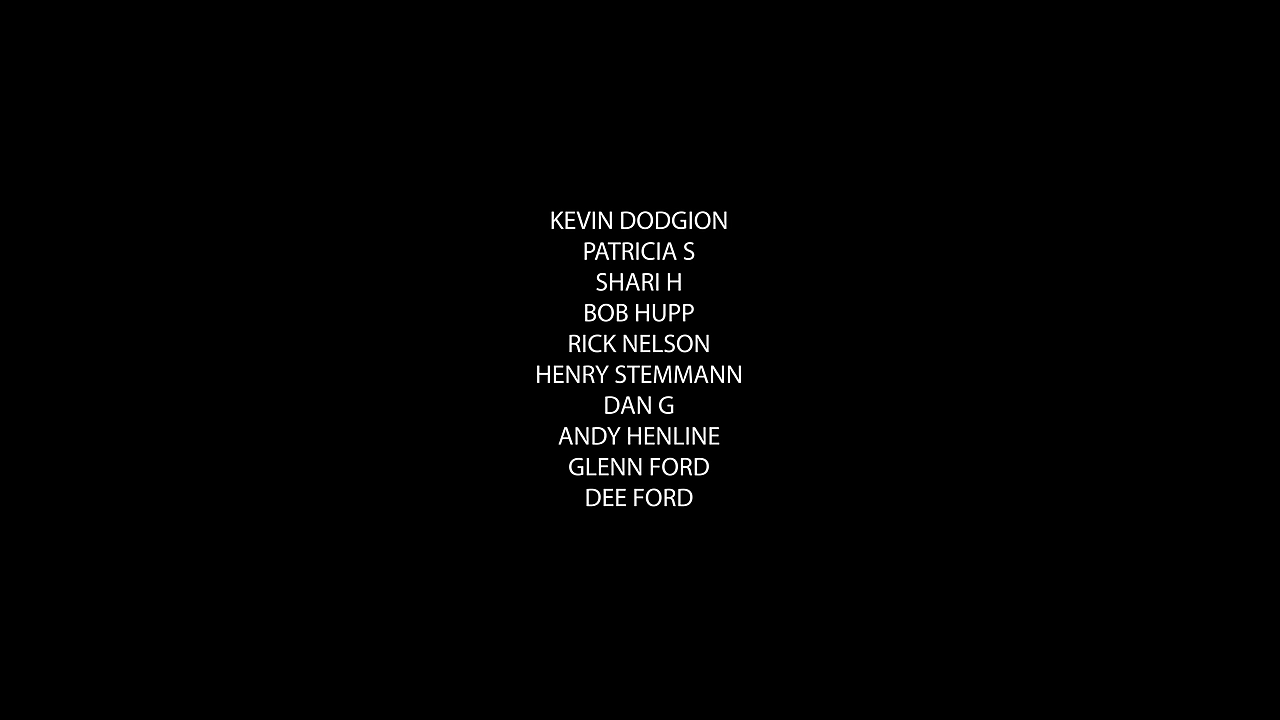 KEVIN DODGION
PATRICIA S
SHARI H
BOB HUPP
RICK NELSON
HENRY STEMMANN
DAN G
ANDY HENLINE
GLENN FORD
DEE FORD